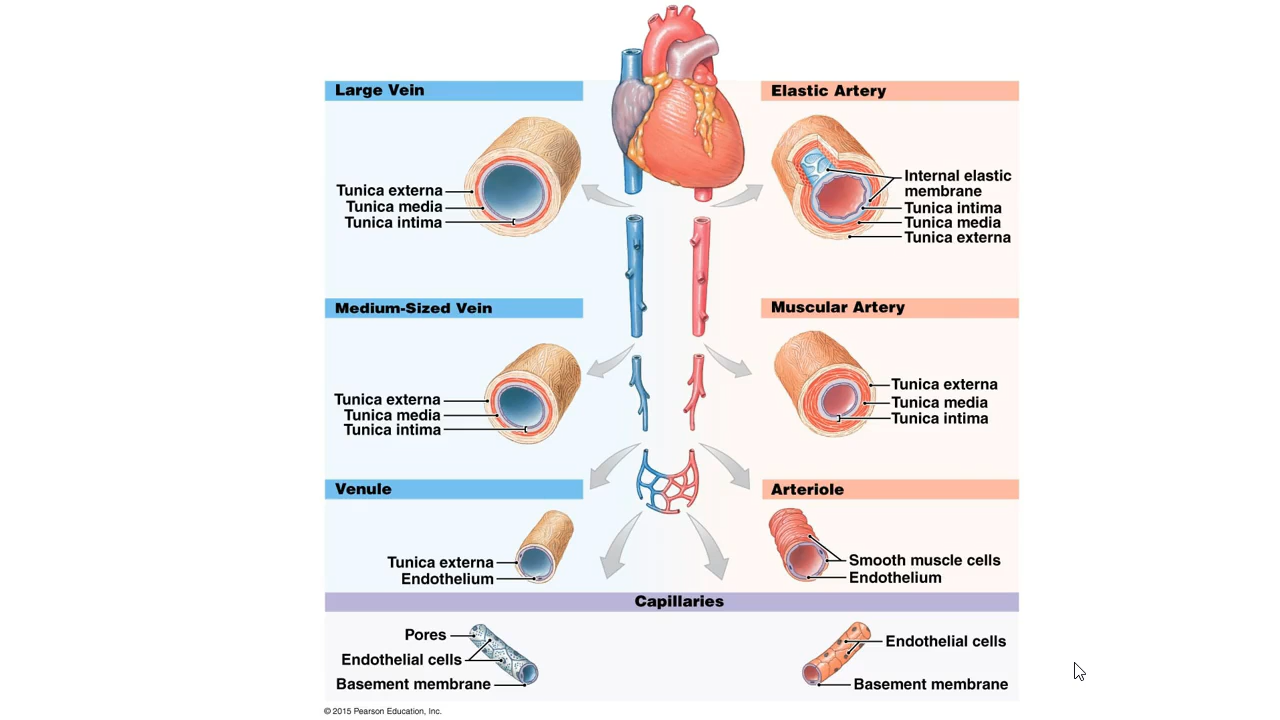 Large Vein
Tunica externa
Tunica media
Tunica intima
Elastic Artery
Internal elastic
membrane
Tunica intima
Tunica media
Tunica externa
Medium-Sized Vein
Tunica externa
Tunica media
Tunica intima
Muscular Artery
Tunica externa
Tunica media
Tunica intima
Venule
Tunica externa
Endothelium
Arteriole
Smooth muscle cells
Endothelium
Capillaries
Pores
Endothelial cells
Basement membrane
Endothelial cells
Basement membrane
© 2015 Pearson Education, Inc.